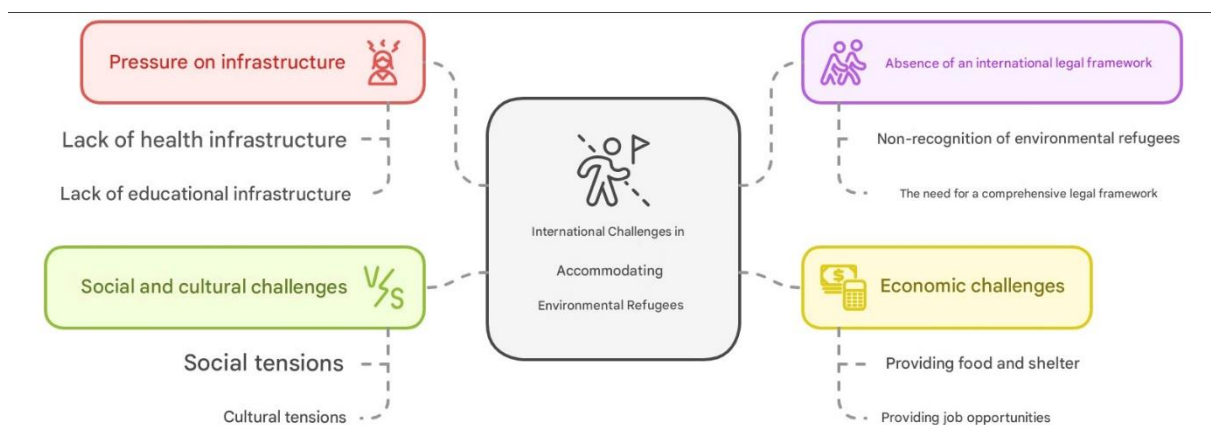 Pressure on infrastructure
Lack of health infrastructure
Lack of educational infrastructure
Social and cultural challenges
V/S
Social tensions
Cultural tensions
International Challenges in
Accommodating
Environmental Refugees
Absence of an international legal framework
Non-recognition of environmental refugees
The need for a comprehensive legal framework
$
Economic challenges
Providing food and shelter
Providing job opportunities